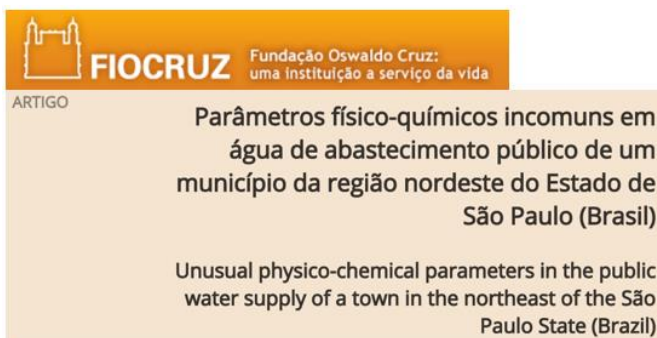 FIOCRUZ
Fundação Oswaldo Cruz:
uma instituição a serviço da vida
ARTIGO
Parâmetros físico-químicos incomuns em
água de abastecimento público de um
município da região nordeste do Estado de
São Paulo (Brasil)
Unusual physico-chemical parameters in the public
water supply of a town in the northeast of the São
Paulo State (Brazil)